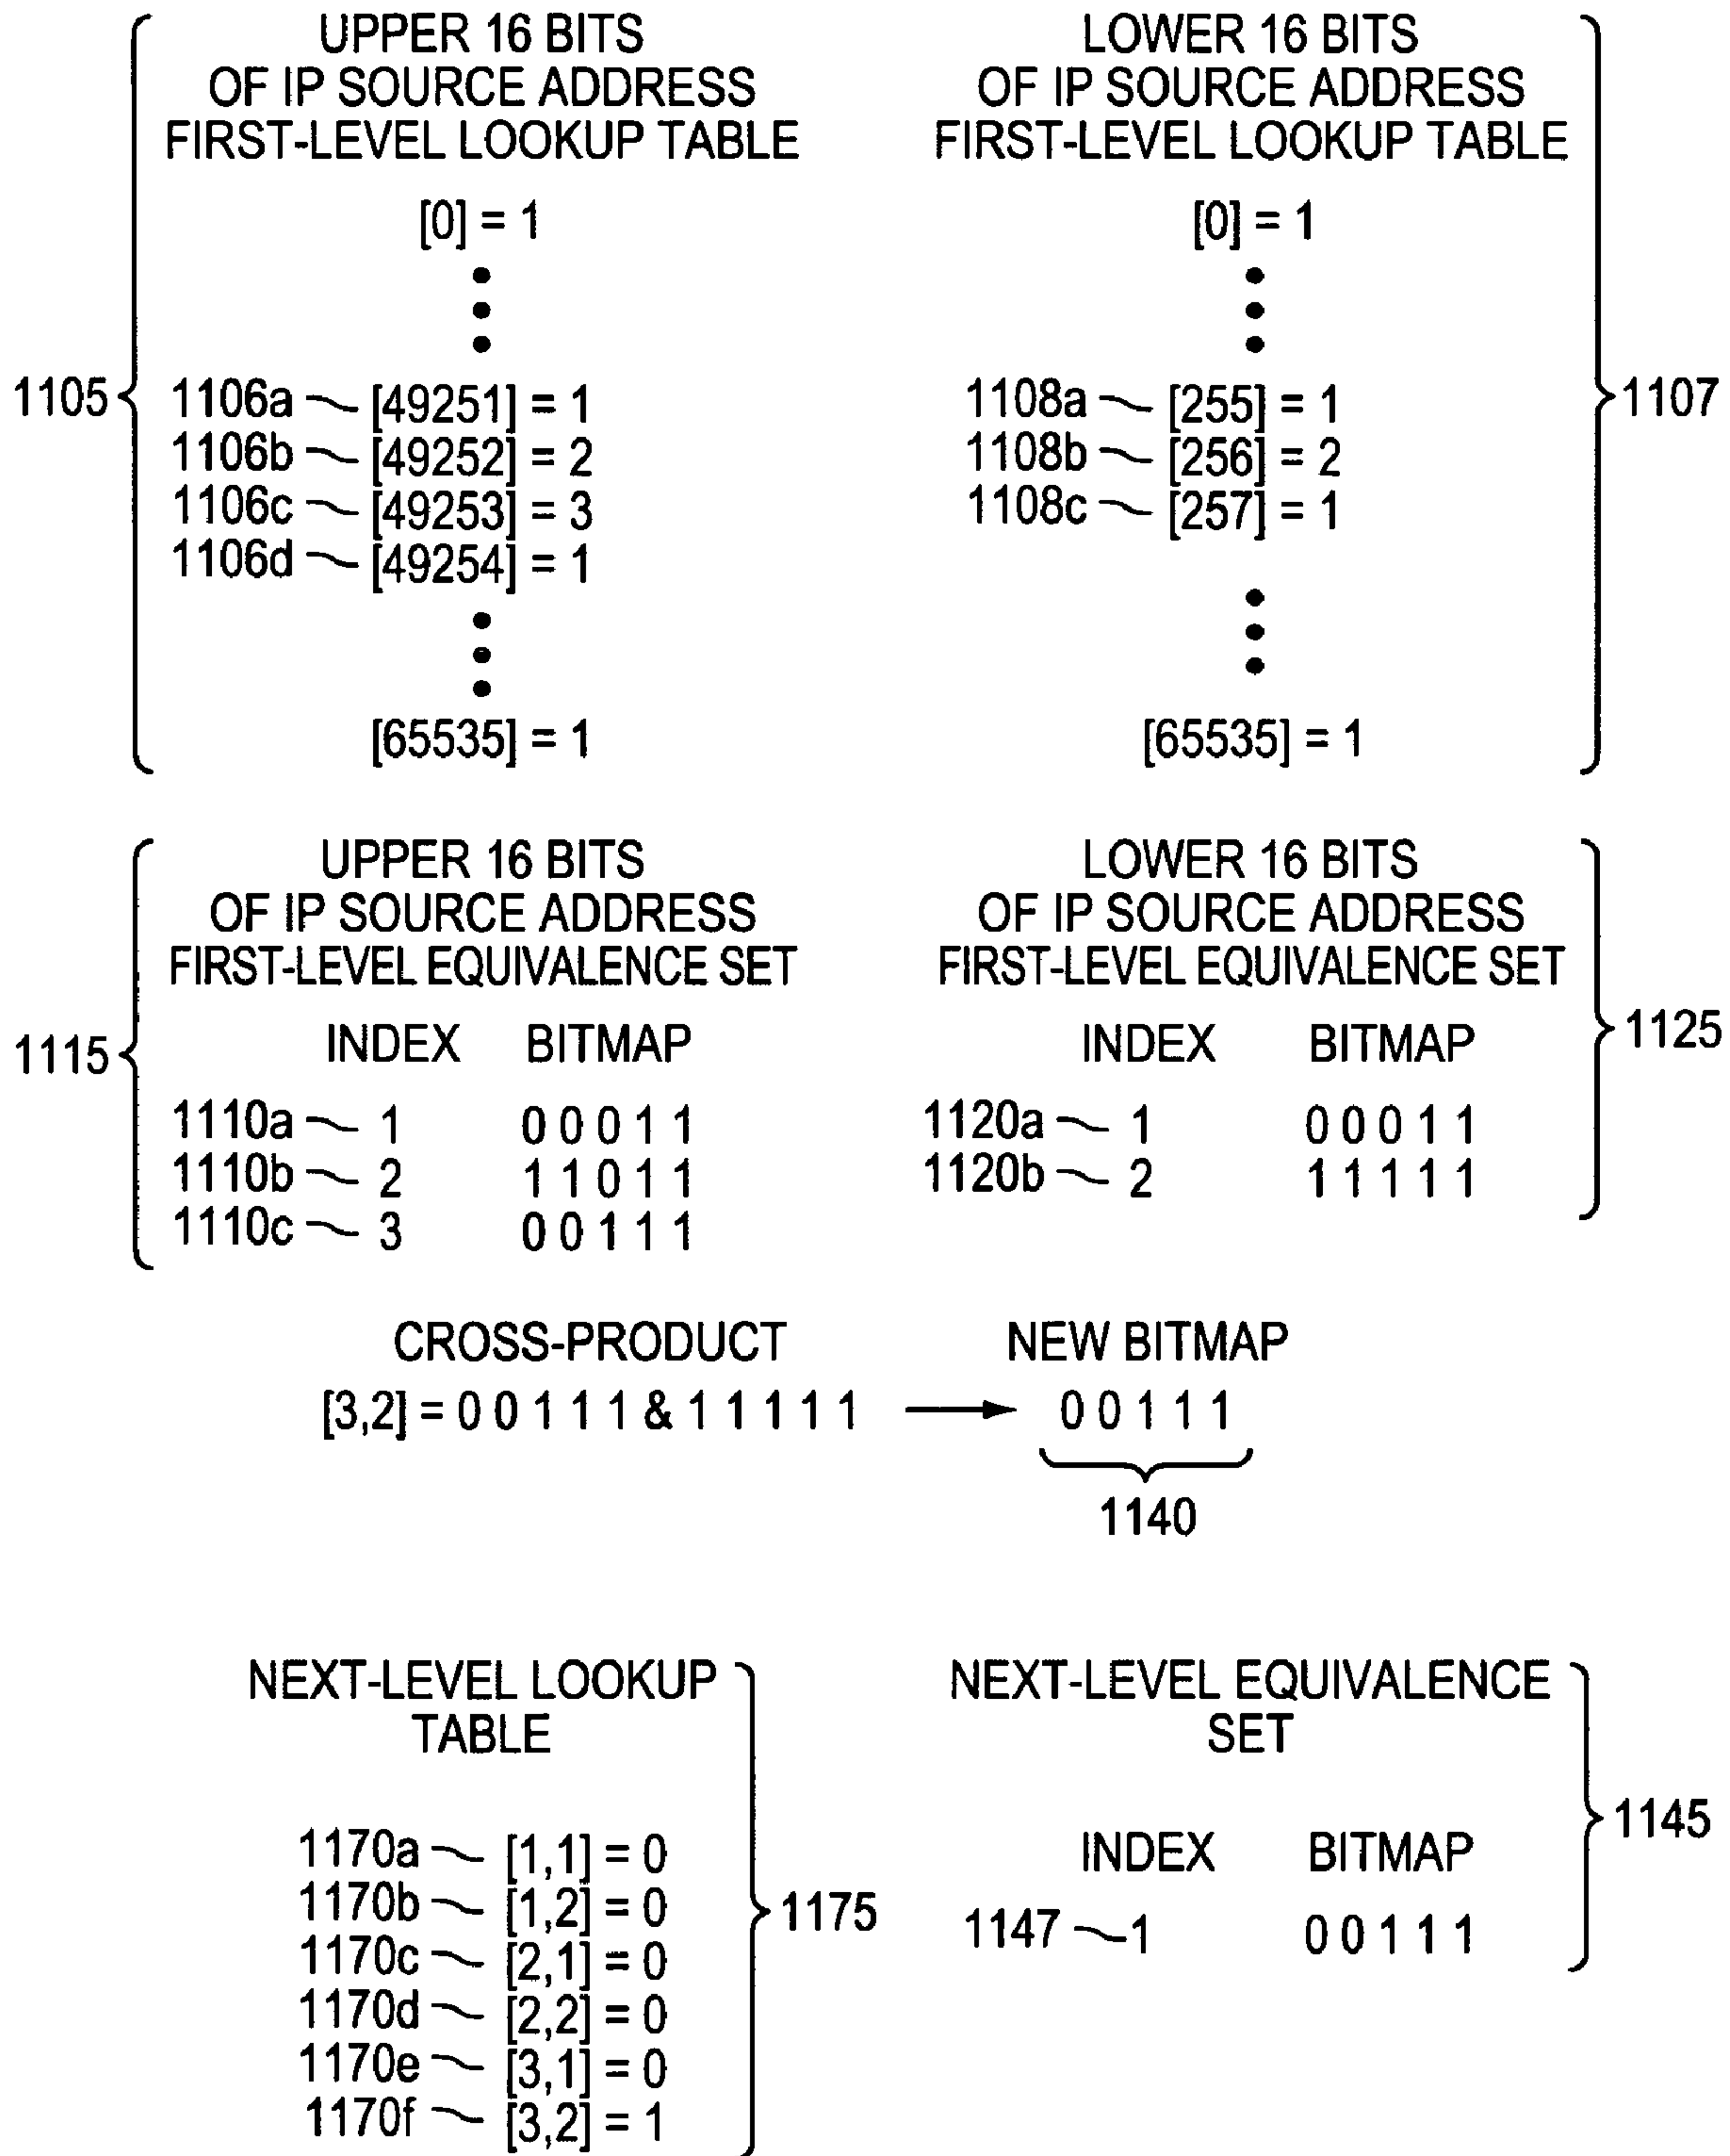 UPPER 16 BITS
OF IP SOURCE ADDRESS
FIRST-LEVEL LOOKUP TABLE
[0] = 1
1105
1106a [49251] = 1
1106b [49252] = 2
1106c [49253] = 3
1106d [49254] = 1
[65535] = 1
LOWER 16 BITS
OF IP SOURCE ADDRESS
FIRST-LEVEL LOOKUP TABLE
[0] = 1
1108a [255] = 1
1107
1108b [256] = 2
1108c [257] = 1
[65535] = 1
UPPER 16 BITS
OF IP SOURCE ADDRESS
FIRST-LEVEL EQUIVALENCE SET
1115
INDEX BITMAP
1110a 1 0 0 0 1 1
1110b 2 1 1 0 1 1
1110c 3 0 0 1 1 1
LOWER 16 BITS
OF IP SOURCE ADDRESS
FIRST-LEVEL EQUIVALENCE SET
1125
INDEX BITMAP
1120a 1 0 0 0 1 1
1120b 2 1 1 1 1 1
CROSS-PRODUCT NEW BITMAP
[3,2] = 0 0 1 1 1 & 1 1 1 1 1 → 0 0 1 1 1
1140
NEXT-LEVEL LOOKUP
TABLE
1170a [1,1] = 0
1170b [1,2] = 0
1175
1170c [2,1] = 0
1170d [2,2] = 0
1170e [3,1] = 0
1170f [3,2] = 1
NEXT-LEVEL EQUIVALENCE
SET
1145
INDEX BITMAP
1147 1 0 0 1 1 1